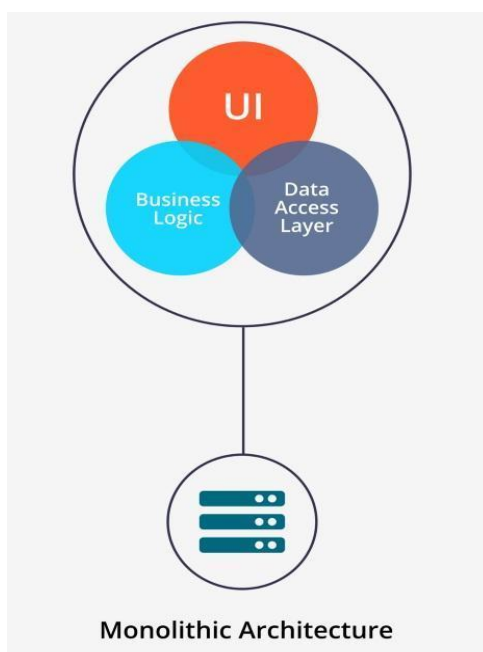 UI
Business
Logic
Data
Access
Layer
Monolithic Architecture